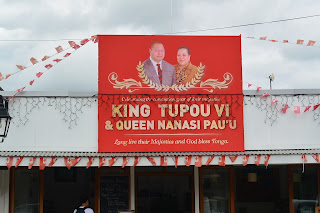 KING TUPOU VI
& QUEEN NANASI PAU'U
Long live their Majesties and God bless Tonga